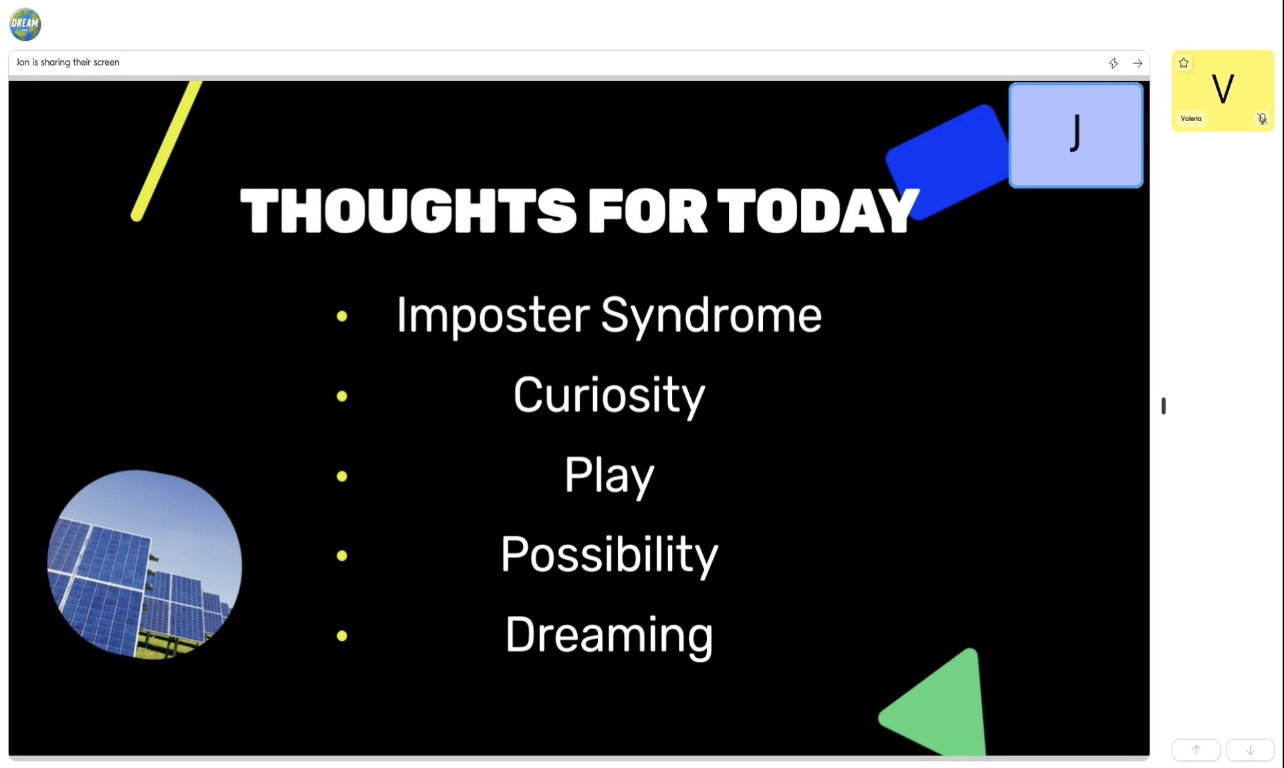 DREAM
Jon is sharing their screen
J
V
Valeria
THOUGHTS FOR TODAY
• Imposter Syndrome
• Curiosity
• Play
• Possibility
• Dreaming